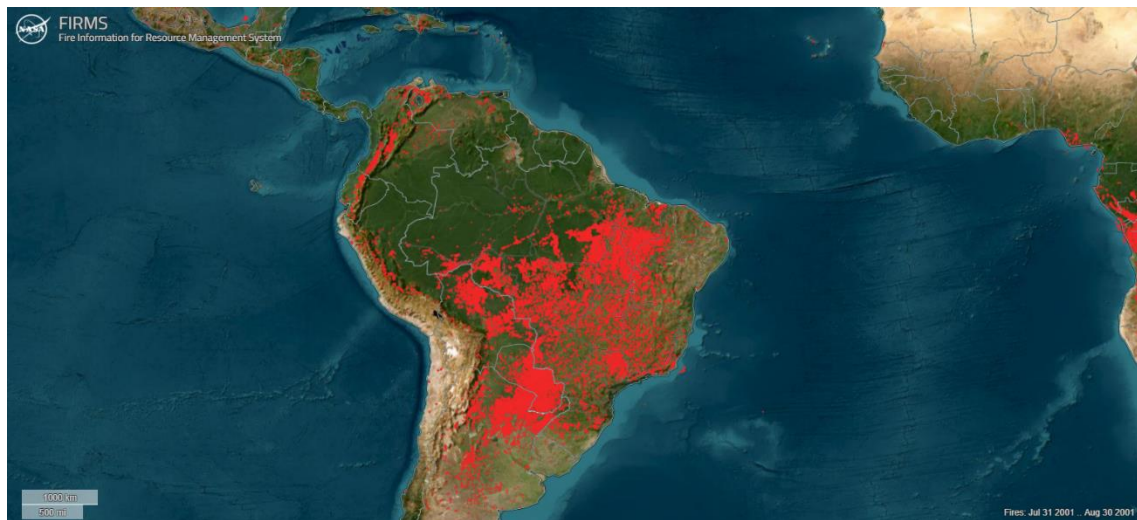 NASA
FIRMS
Fire Information for Resource Management System
1000 km
500 mi
Fires: Jul 31 2001 .. Aug 30 2001